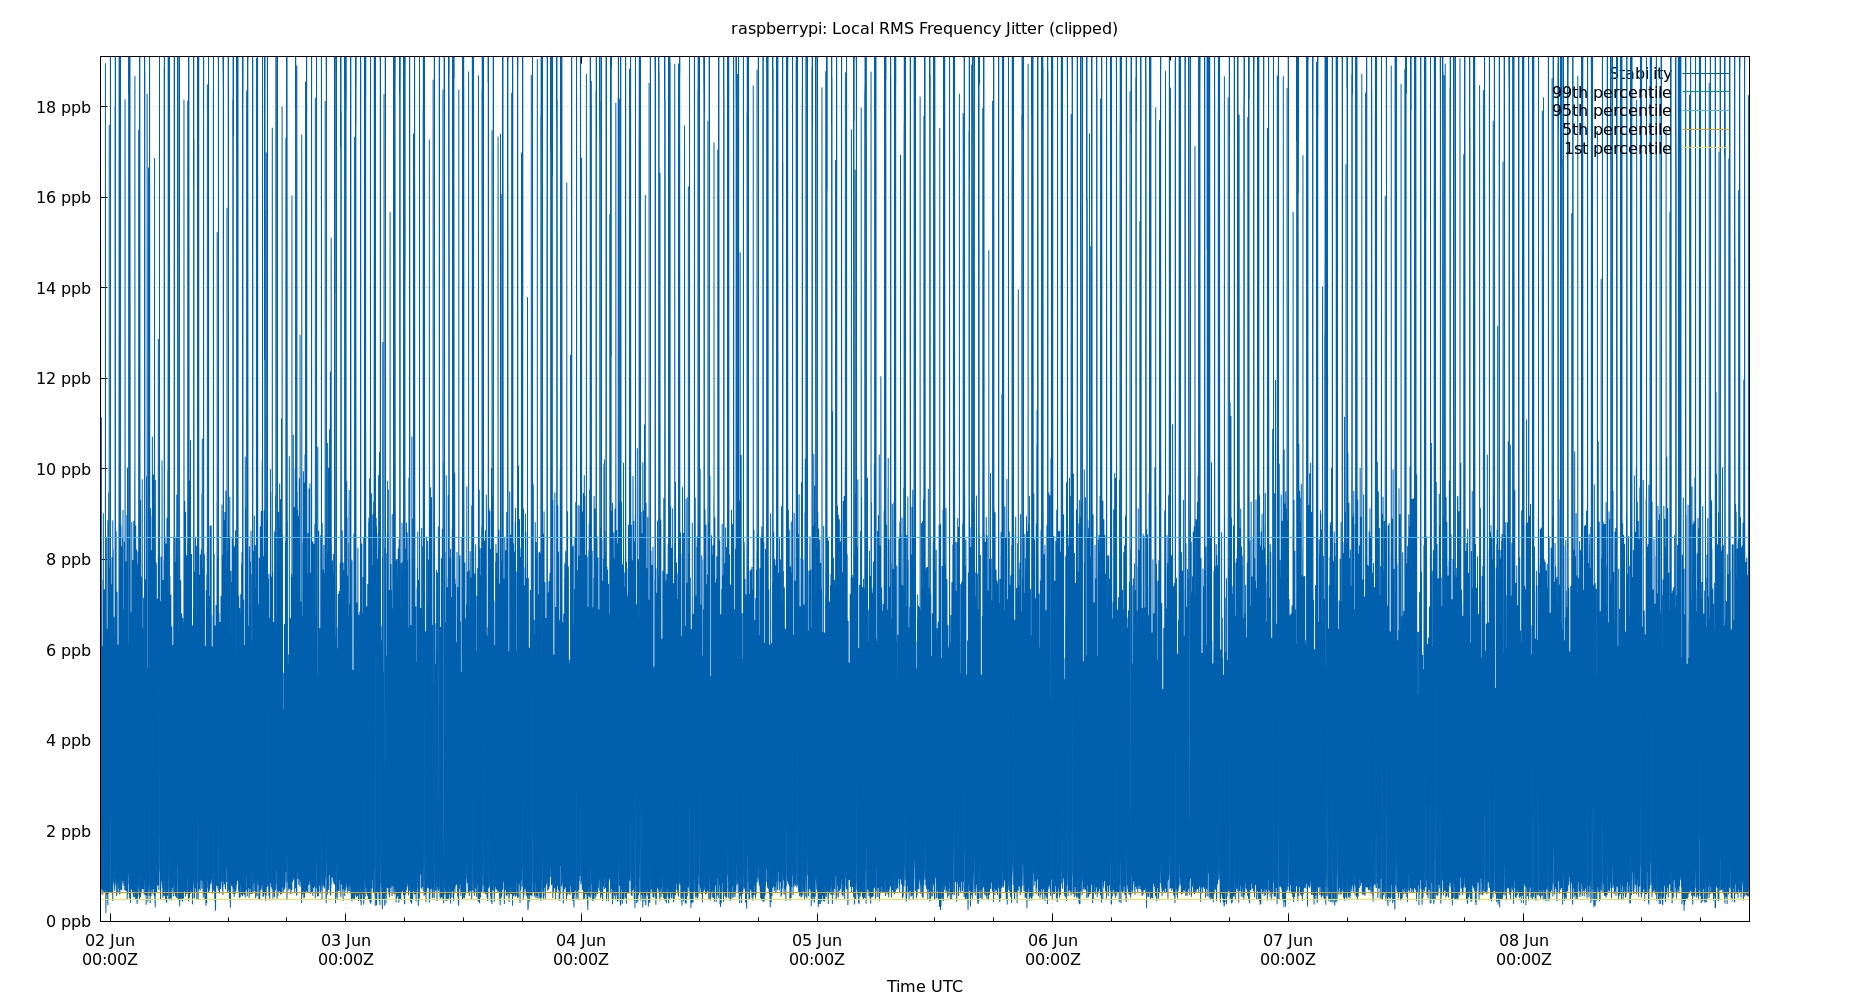 raspberrypi: Local RMS Frequency Jitter (clipped)
Stability
99th percentile
95th percentile
5th percentile
1st percentile
18 ppb
16 ppb
14 ppb
12 ppb
10 ppb
8 ppb
6 ppb
4 ppb
2 ppb
0 ppb
02 Jun 03 Jun 04 Jun 05 Jun 06 Jun 07 Jun 08 Jun
00:00Z 00:00Z 00:00Z 00:00Z 00:00Z 00:00Z 00:00Z
Time UTC